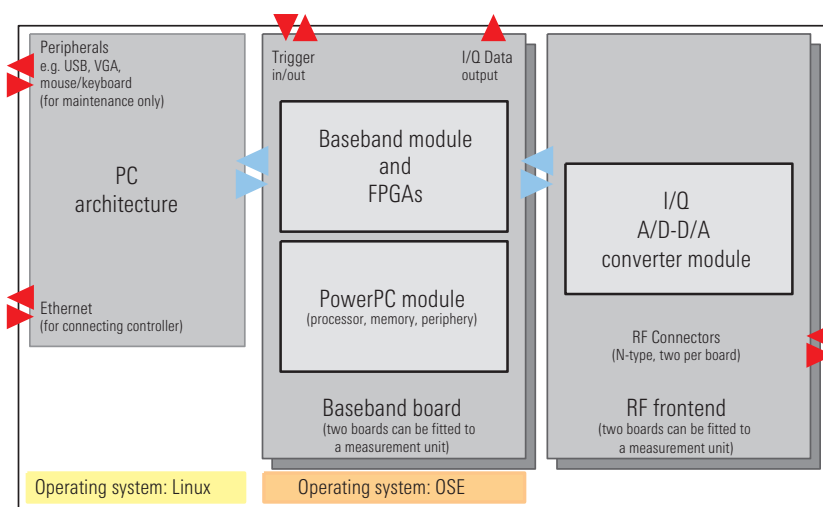 Peripherals
e.g. USB, VGA,
mouse/keyboard
(for maintenance only)
PC
architecture
Ethernet
(for connecting controller)
Operating system: Linux
Trigger
in/out
I/Q Data
output
Baseband module
and
FPGAs
PowerPC module
(processor, memory, periphery)
Baseband board
(two boards can be fitted to
a measurement unit)
Operating system: OSE
I/Q
A/D-D/A
converter module
RF Connectors
(N-type, two per board)
RF frontend
(two boards can be fitted to
a measurement unit)